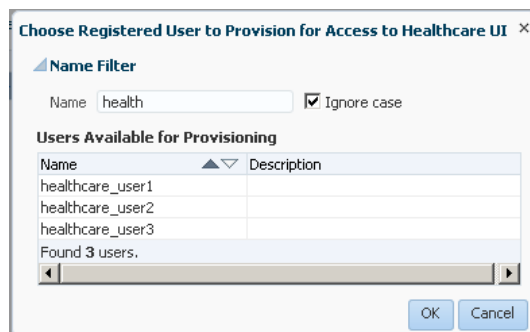 Choose Registered User to Provision for Access to Healthcare UI
Name Filter
Name health Ignore case
Users Available for Provisioning
Name Description
healthcare_user1
healthcare_user2
healthcare_user3
Found 3 users.
OK Cancel